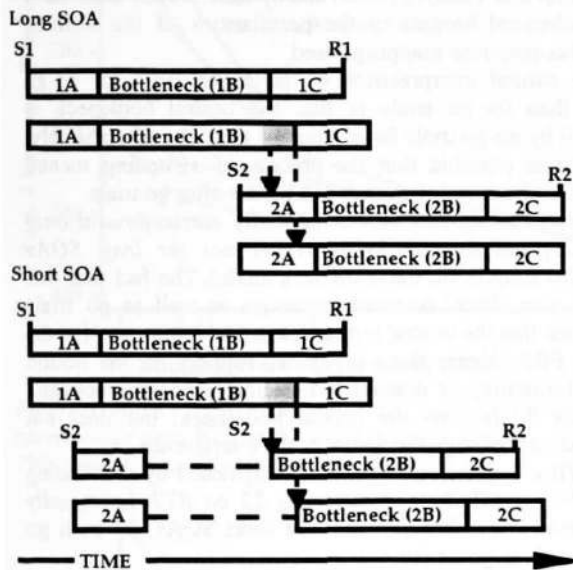 Long SOA
S1 R1
1A Bottleneck (1B) 1C
1A Bottleneck (1B) 1C
S2 R2
2A Bottleneck (2B) 2C
2A Bottleneck (2B) 2C
Short SOA
S1 R1
1A Bottleneck (1B) 1C
1A Bottleneck (1B) 1C
S2 S2 R2
2A Bottleneck (2B) 2C
2A Bottleneck (2B) 2C
TIME